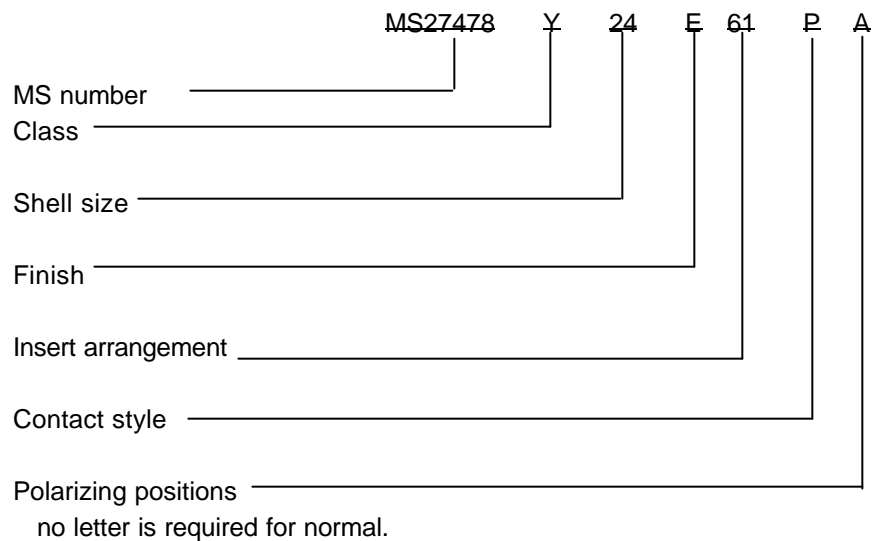 MS27478 Y 24 E 61 P A
MS number
Class
Shell size
Finish
Insert arrangement
Contact style
Polarizing positions
no letter is required for normal.